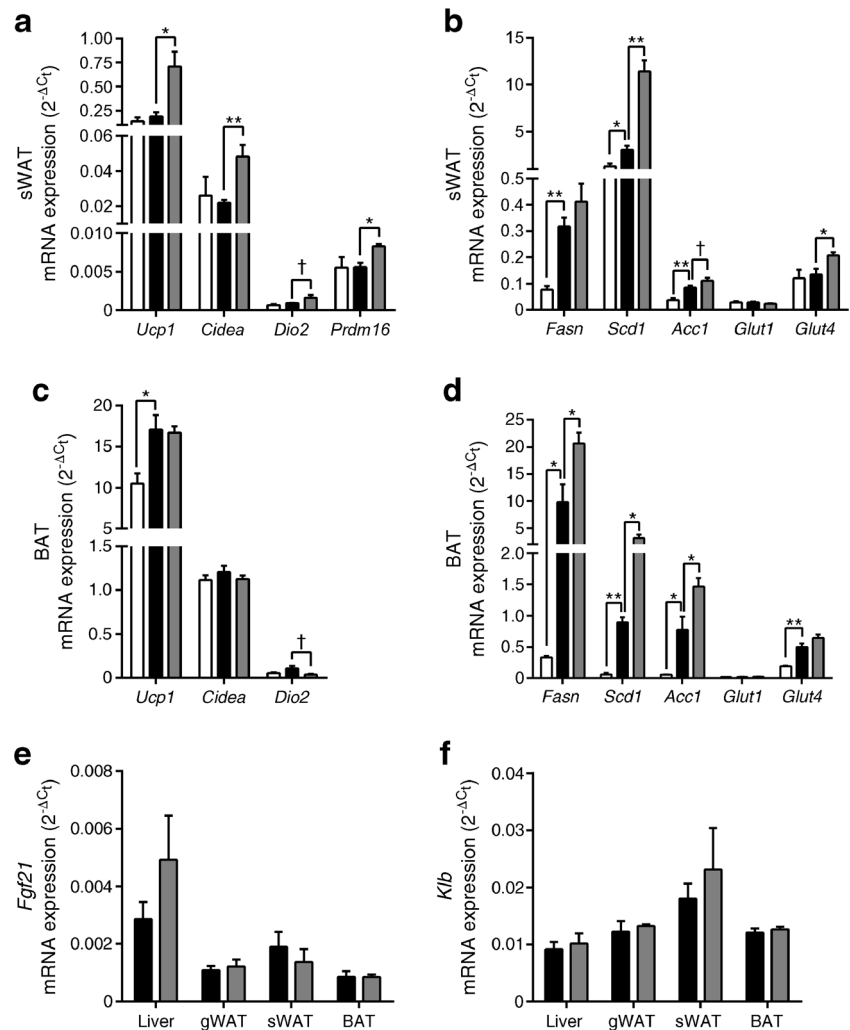 a
sWAT
mRNA expression (2-ΔCt)
1.00
0.75
0.50
0.25
0.06
0.04
0.02
0.010
0.005
0
*
**
†
*
Ucp1 Cidea Dio2 Prdm16
b
sWAT
mRNA expression (2-ΔCt)
15
10
5
0.5
0.4
0.3
0.2
0.1
0
**
*
**
**
†
*
Fasn Scd1 Acc1 Glut1 Glut4
c
BAT
mRNA expression (2-ΔCt)
20
15
10
5
1.5
1.0
0.5
0
*
†
Ucp1 Cidea Dio2
d
BAT
mRNA expression (2-ΔCt)
25
20
15
10
5
2.0
1.5
1.0
0.5
0
*
*
**
*
*
*
**
Fasn Scd1 Acc1 Glut1 Glut4
e
Fgf21
mRNA expression (2-ΔCt)
0.008
0.006
0.004
0.002
0
Liver gWAT sWAT BAT
f
Klb
mRNA expression (2-ΔCt)
0.04
0.03
0.02
0.01
0
Liver gWAT sWAT BAT